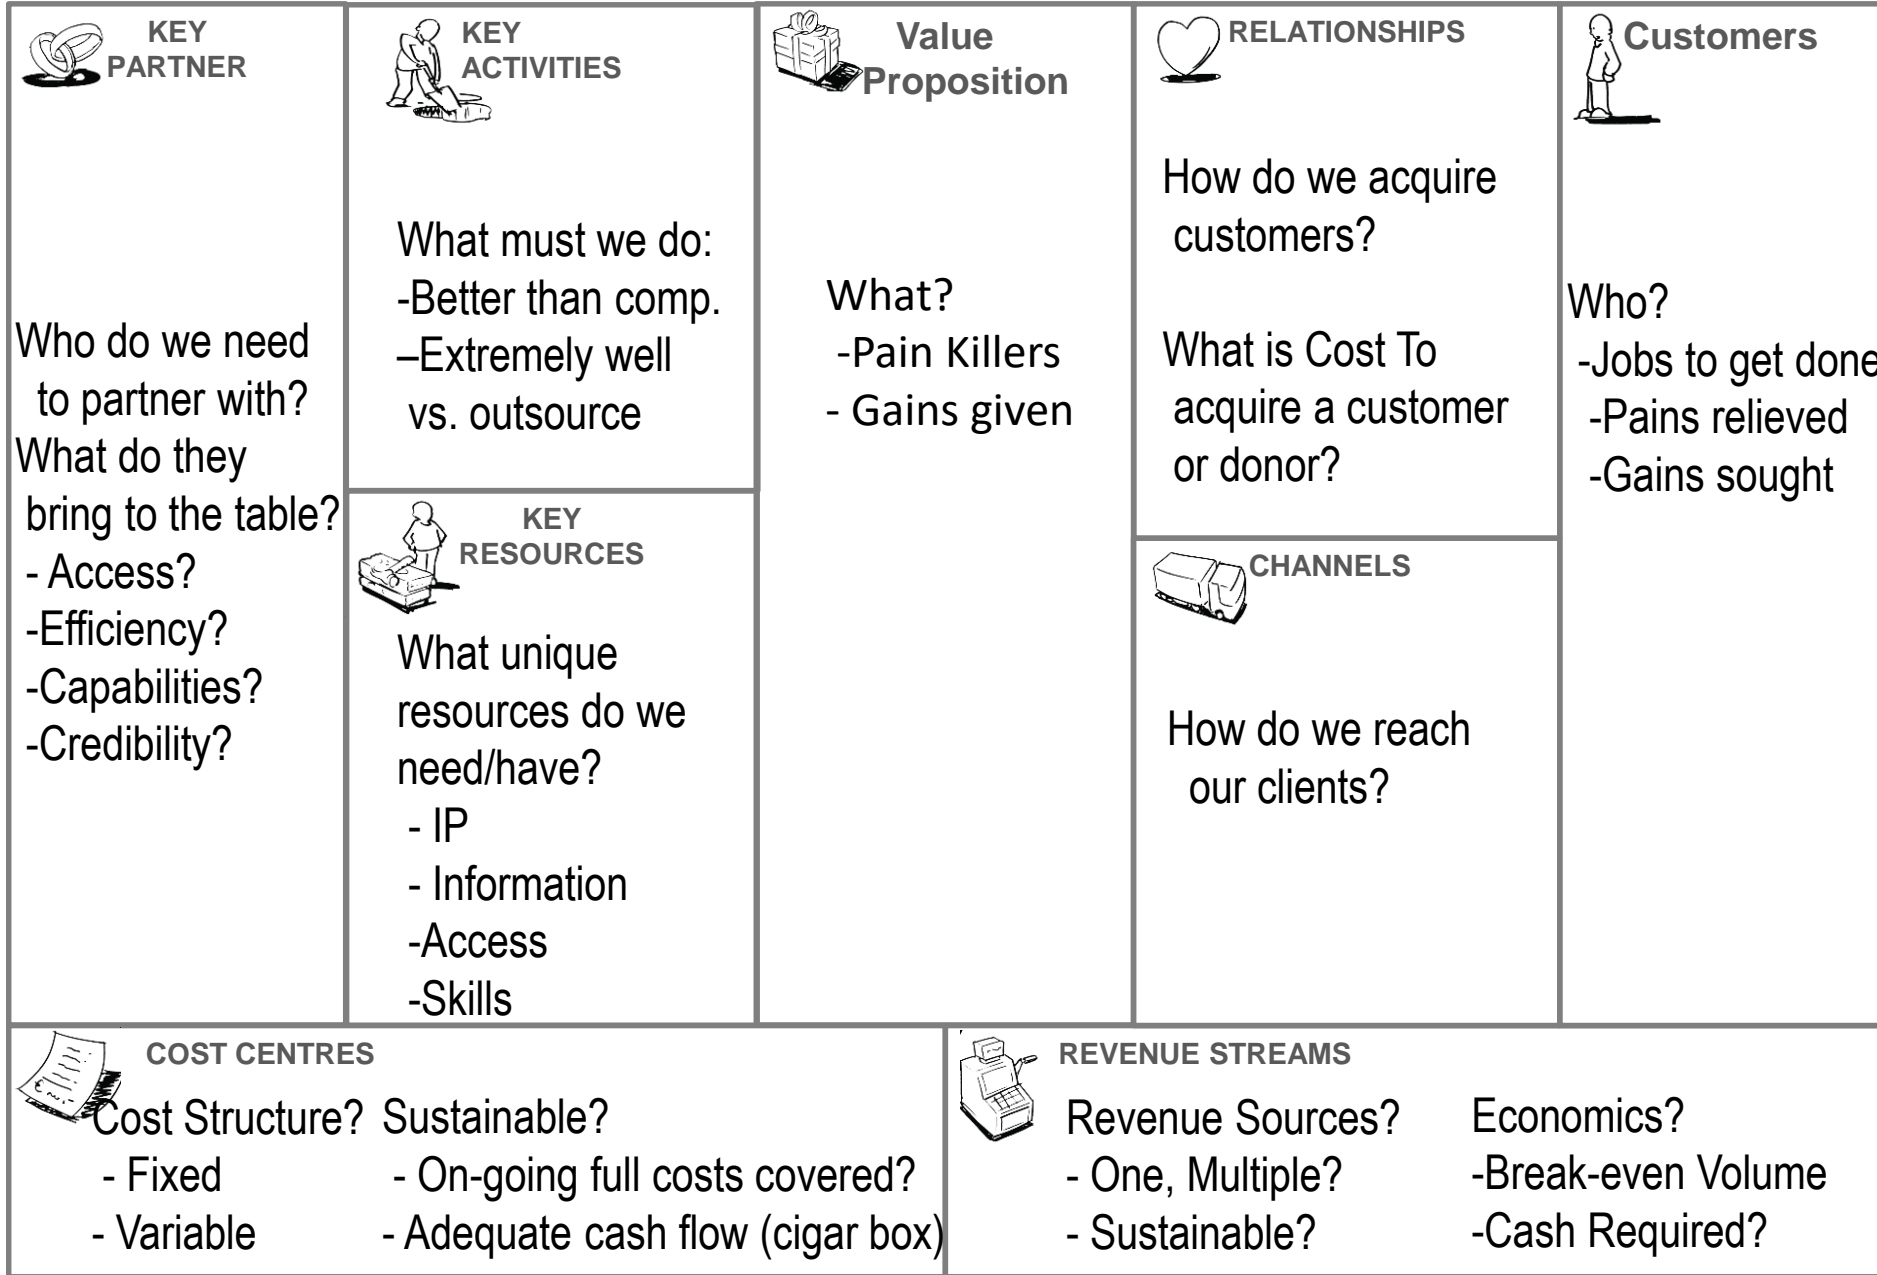 KEY
PARTNER
Who do we need
to partner with?
What do they
bring to the table?
- Access?
-Efficiency?
-Capabilities?
-Credibility?
KEY
ACTIVITIES
What must we do:
-Better than comp.
–Extremely well
vs. outsource
KEY
RESOURCES
What unique
resources do we
need/have?
- IP
- Information
-Access
-Skills
Value
Proposition
What?
-Pain Killers
- Gains given
RELATIONSHIPS
How do we acquire
customers?
What is Cost To
acquire a customer
or donor?
CHANNELS
How do we reach
our clients?
Customers
Who?
-Jobs to get done
-Pains relieved
-Gains sought
COST CENTRES
Cost Structure?
- Fixed
- Variable
Sustainable?
- On-going full costs covered?
- Adequate cash flow (cigar box)
REVENUE STREAMS
Revenue Sources?
- One, Multiple?
- Sustainable?
Economics?
-Break-even Volume
-Cash Required?